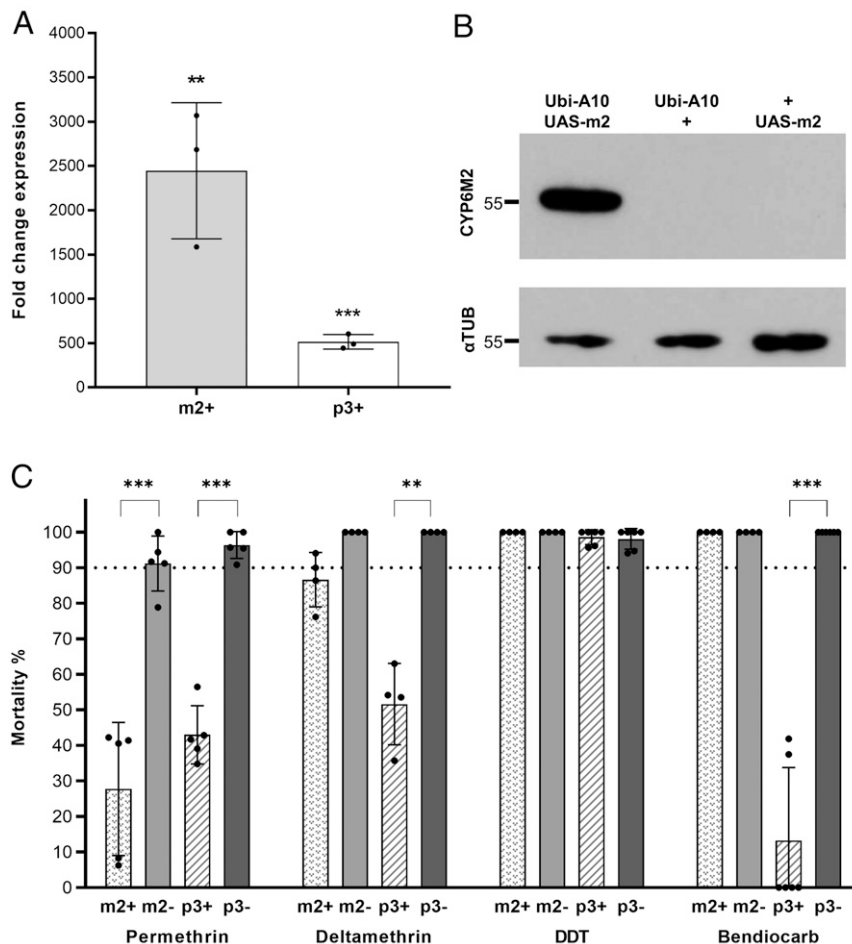 A
Fold change expression
4000
3500
3000
2500
2000
1500
1000
500
0
**
***
m2+ p3+
B
Ubi-A10 Ubi-A10 +
UAS-m2 + UAS-m2
CYP6M2
55
αTUB
55
C
*** *** ** ***
Mortality %
100
90
80
70
60
50
40
30
20
10
0
m2+ m2- p3+ p3- m2+ m2- p3+ p3- m2+ m2- p3+ p3- m2+ m2- p3+ p3-
Permethrin Deltamethrin DDT Bendiocarb